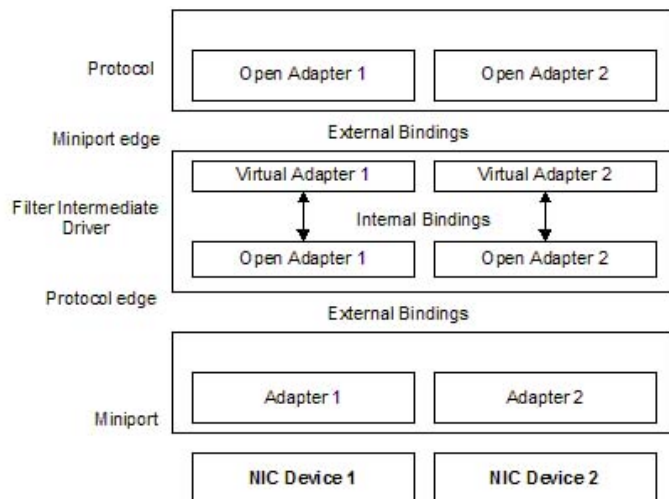 Protocol
Open Adapter 1
Open Adapter 2
Miniport edge
External Bindings
Virtual Adapter 1
Virtual Adapter 2
Filter Intermediate
Driver
Internal Bindings
Open Adapter 1
Open Adapter 2
Protocol edge
External Bindings
Adapter 1
Adapter 2
Miniport
NIC Device 1
NIC Device 2